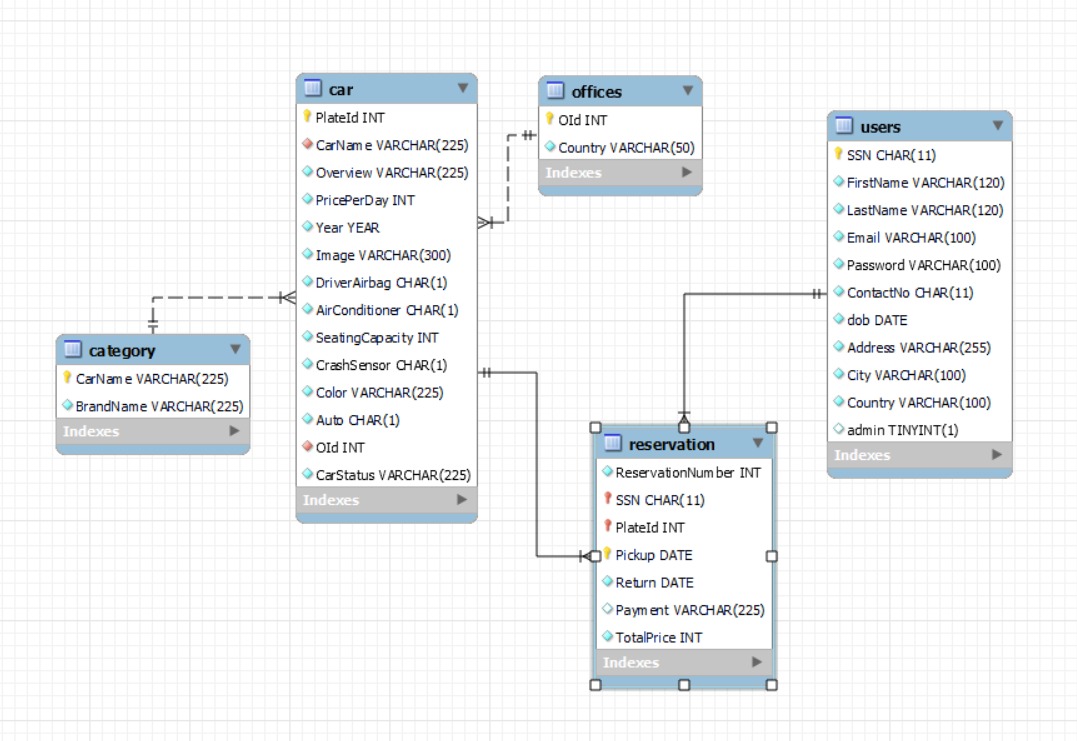 car
PlateId INT
CarName VARCHAR(225)
Overview VARCHAR(225)
PricePerDay INT
Year YEAR
Image VARCHAR(300)
DriverAirbag CHAR(1)
AirConditioner CHAR(1)
SeatingCapacity INT
CrashSensor CHAR(1)
Color VARCHAR(225)
Auto CHAR(1)
OId INT
CarStatus VARCHAR(225)
Indexes
offices
OId INT
Country VARCHAR(50)
Indexes
users
SSN CHAR(11)
FirstName VARCHAR(120)
LastName VARCHAR(120)
Email VARCHAR(100)
Password VARCHAR(100)
ContactNo CHAR(11)
dob DATE
Address VARCHAR(255)
City VARCHAR(100)
Country VARCHAR(100)
admin TINYINT(1)
Indexes
category
CarName VARCHAR(225)
BrandName VARCHAR(225)
Indexes
reservation
ReservationNumber INT
SSN CHAR(11)
PlateId INT
Pickup DATE
Return DATE
Payment VARCHAR(225)
TotalPrice INT
Indexes